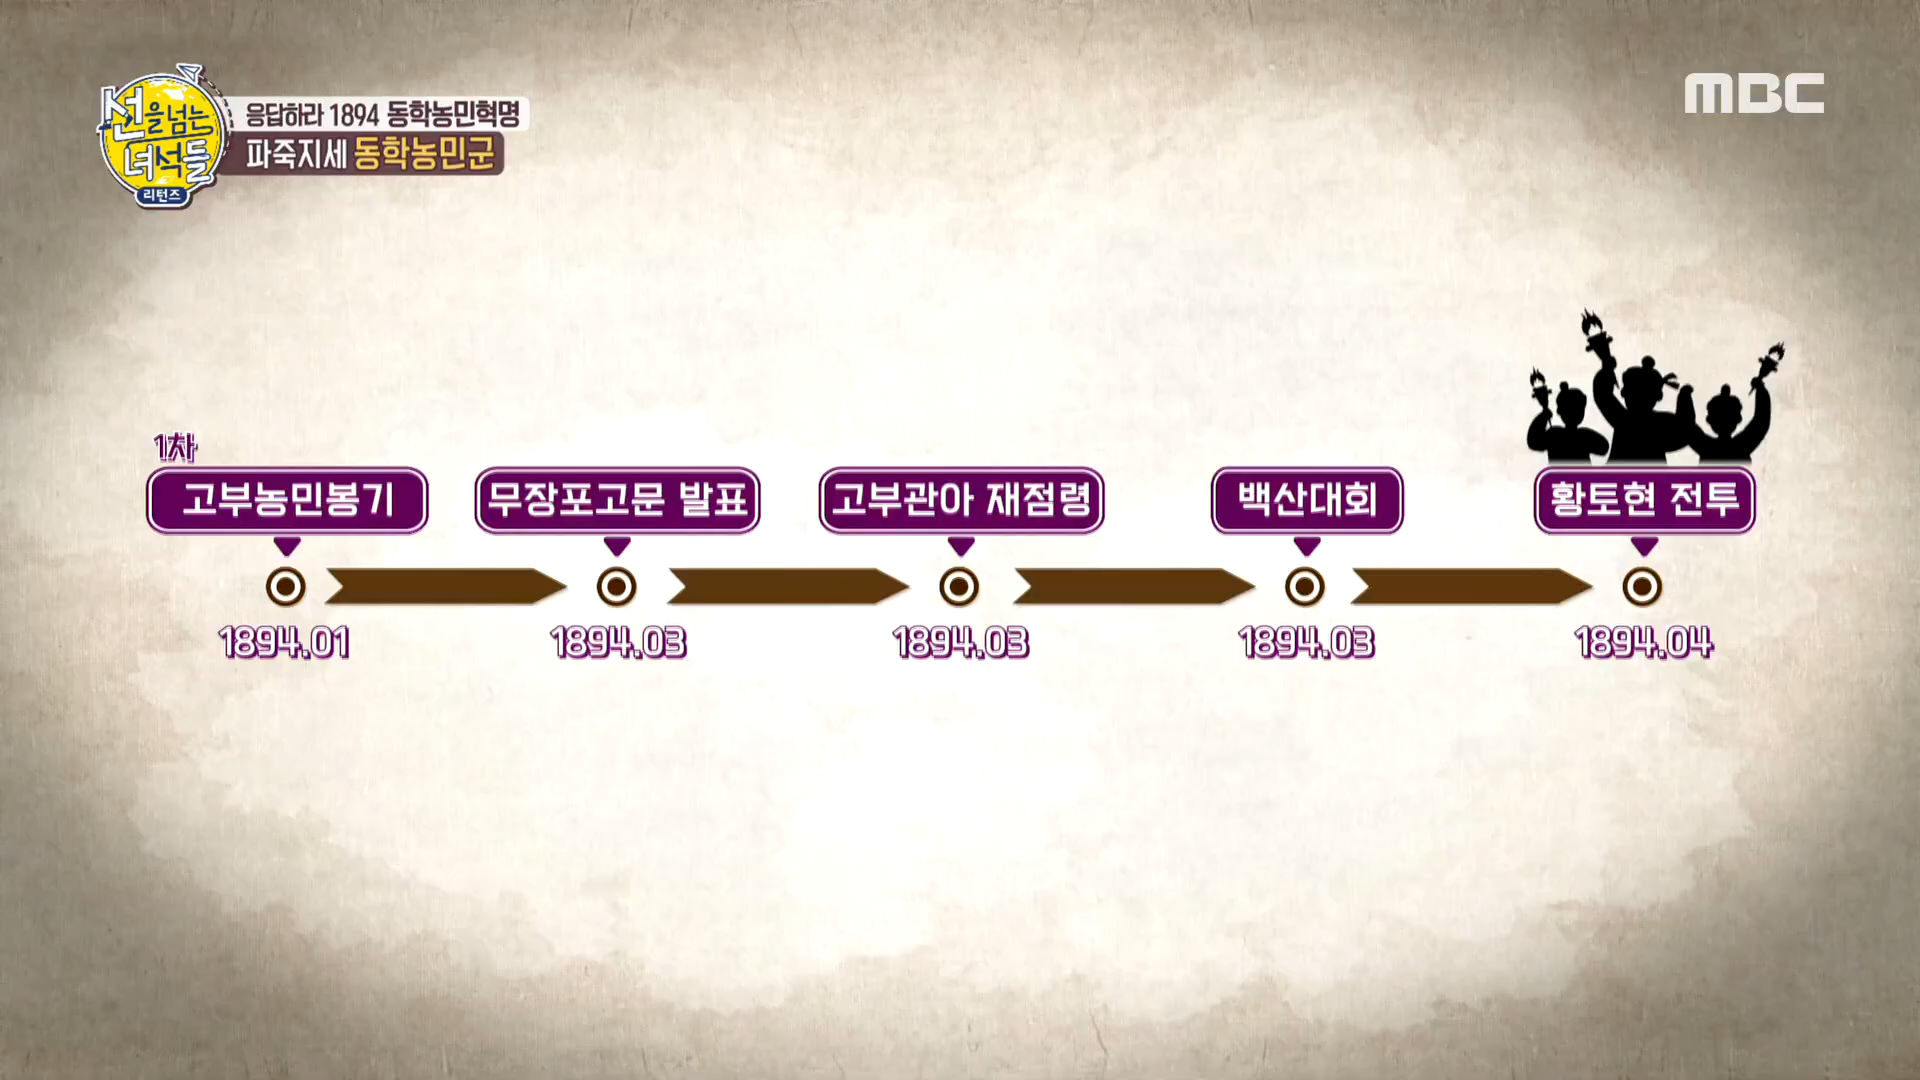 선을넘는
녀석들
리턴즈
응답하라 1894 동학농민혁명
파죽지세 동학농민군
MBC
1차
고부농민봉기
무장포고문 발표
고부관아 재점령
백산대회
황토현 전투
1894.01
1894.03
1894.03
1894.03
1894.04